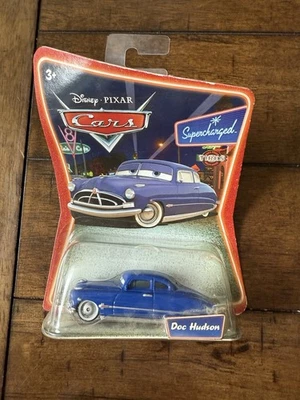 3+
Disney · PIXAR
Cars
Supercharged.
Doc Hudson